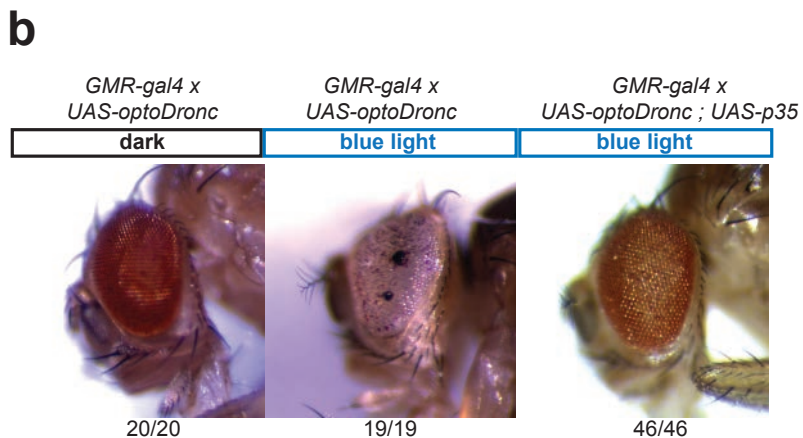 b
GMR-gal4 x
UAS-optoDronc
GMR-gal4 x
UAS-optoDronc
GMR-gal4 x
UAS-optoDronc ; UAS-p35
dark
blue light
blue light
20/20
19/19
46/46